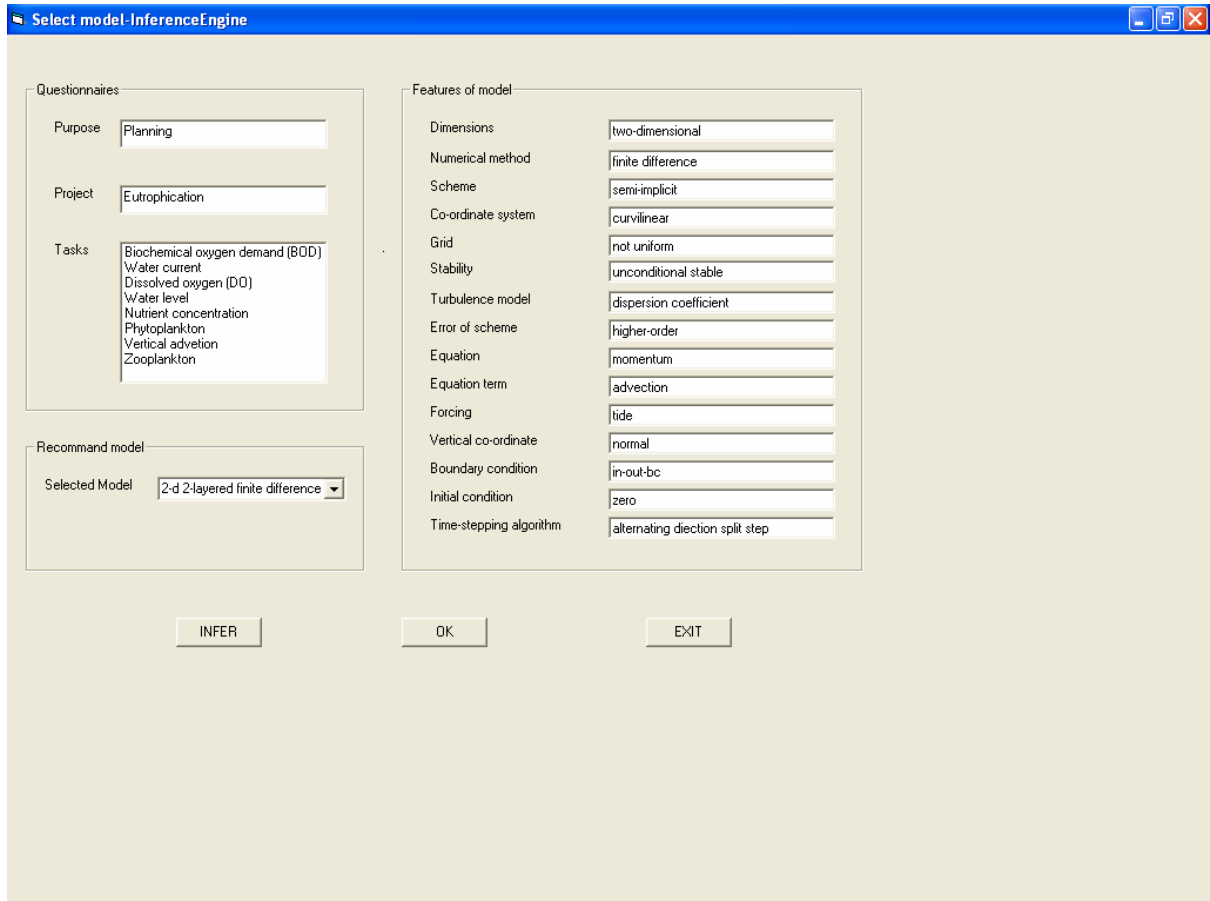 Select model-InferenceEngine
Questionnaires
Purpose Planning
Project Eutrophication
Tasks Biochemical oxygen demand (BOD)
Water current
Dissolved oxygen (DO)
Water level
Nutrient concentration
Phytoplankton
Vertical advetion
Zooplankton
Recommand model
Selected Model 2-d 2-layered finite difference
Features of model
Dimensions two-dimensional
Numerical method finite difference
Scheme semi-implicit
Co-ordinate system curvilinear
Grid not uniform
Stability unconditional stable
Turbulence model dispersion coefficient
Error of scheme higher-order
Equation momentum
Equation term advection
Forcing tide
Vertical co-ordinate normal
Boundary condition in-out-bc
Initial condition zero
Time-stepping algorithm alternating diection split step
INFER OK EXIT